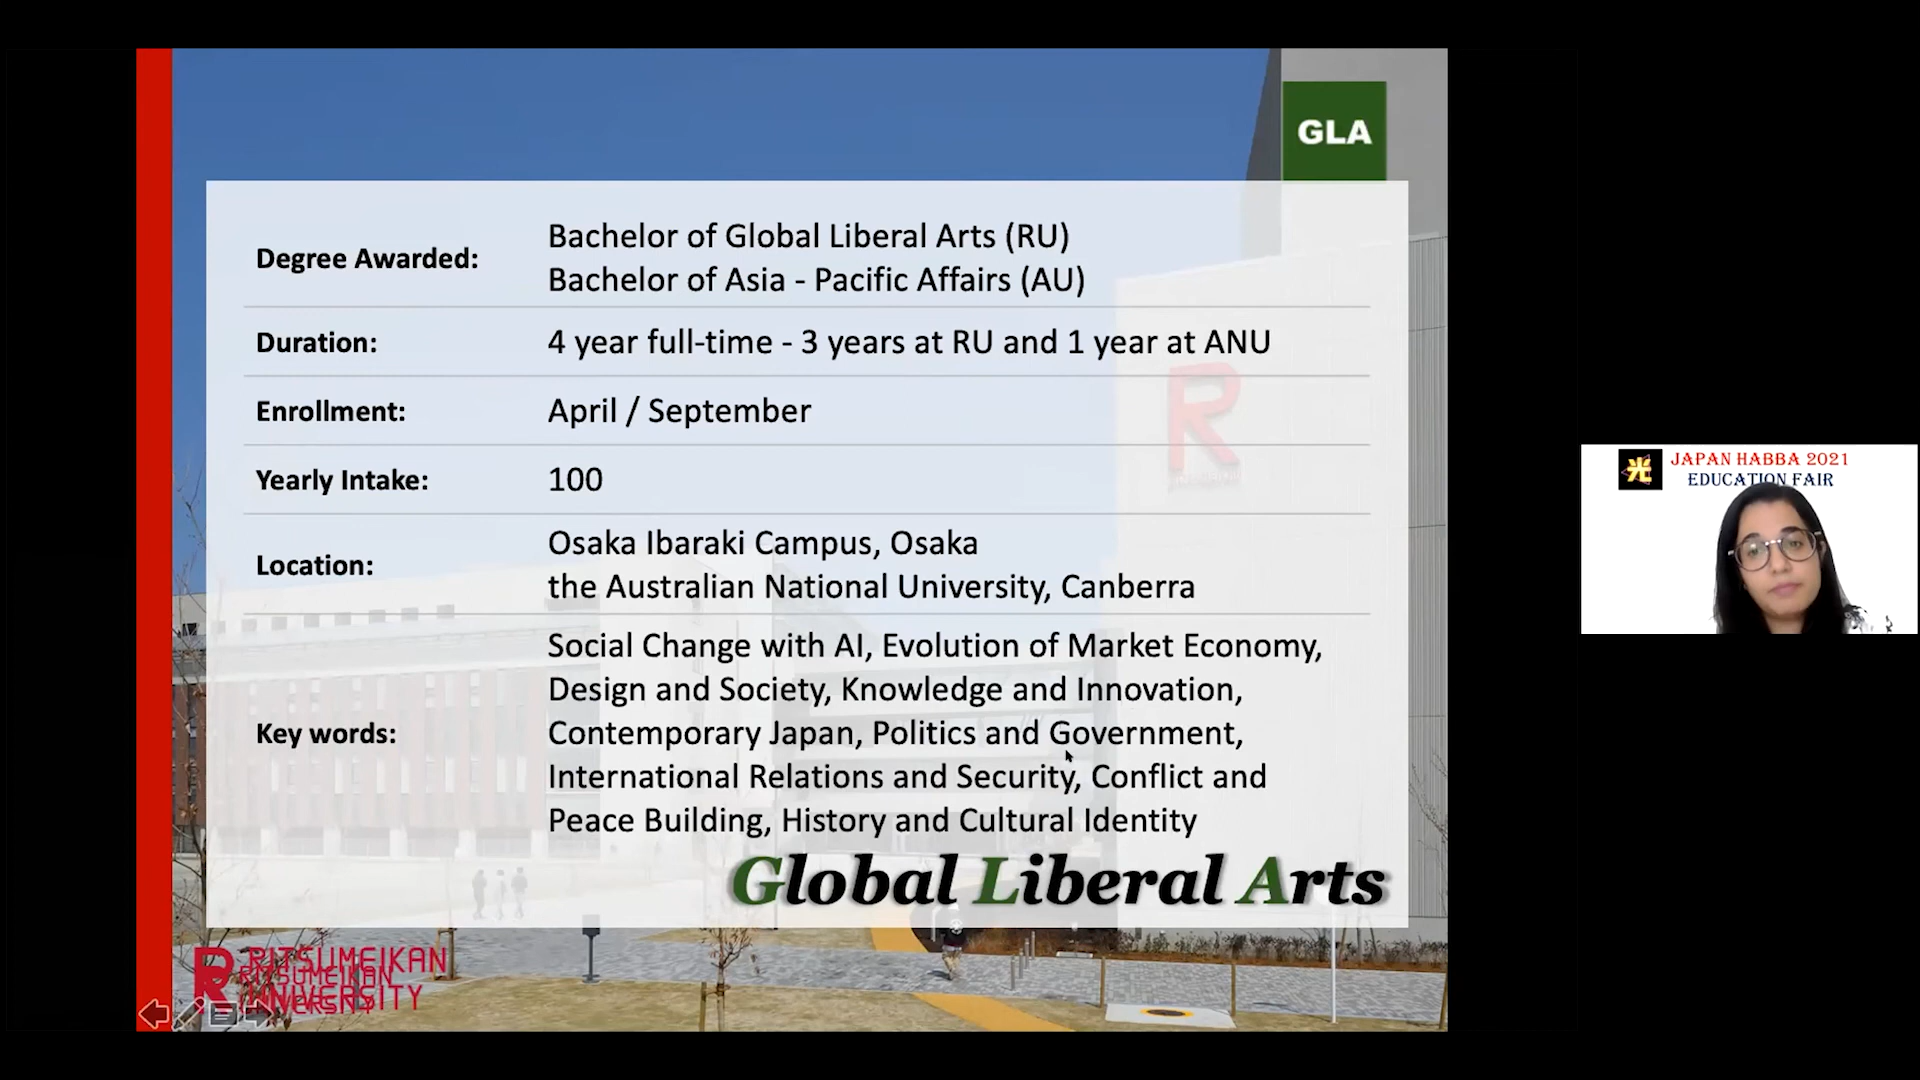 GLA
Degree Awarded:
Bachelor of Global Liberal Arts (RU)
Bachelor of Asia - Pacific Affairs (AU)
Duration:
4 year full-time - 3 years at RU and 1 year at ANU
Enrollment:
April / September
Yearly Intake:
100
Location:
Osaka Ibaraki Campus, Osaka
the Australian National University, Canberra
Key words:
Social Change with AI, Evolution of Market Economy,
Design and Society, Knowledge and Innovation,
Contemporary Japan, Politics and Government,
International Relations and Security, Conflict and
Peace Building, History and Cultural Identity
Global Liberal Arts
R
R RITSUMEIKAN
RITSUMEIKAN
UNIVERSITY
UNIVERSITY
光
JAPAN HABBA 2021
EDUCATION FAIR